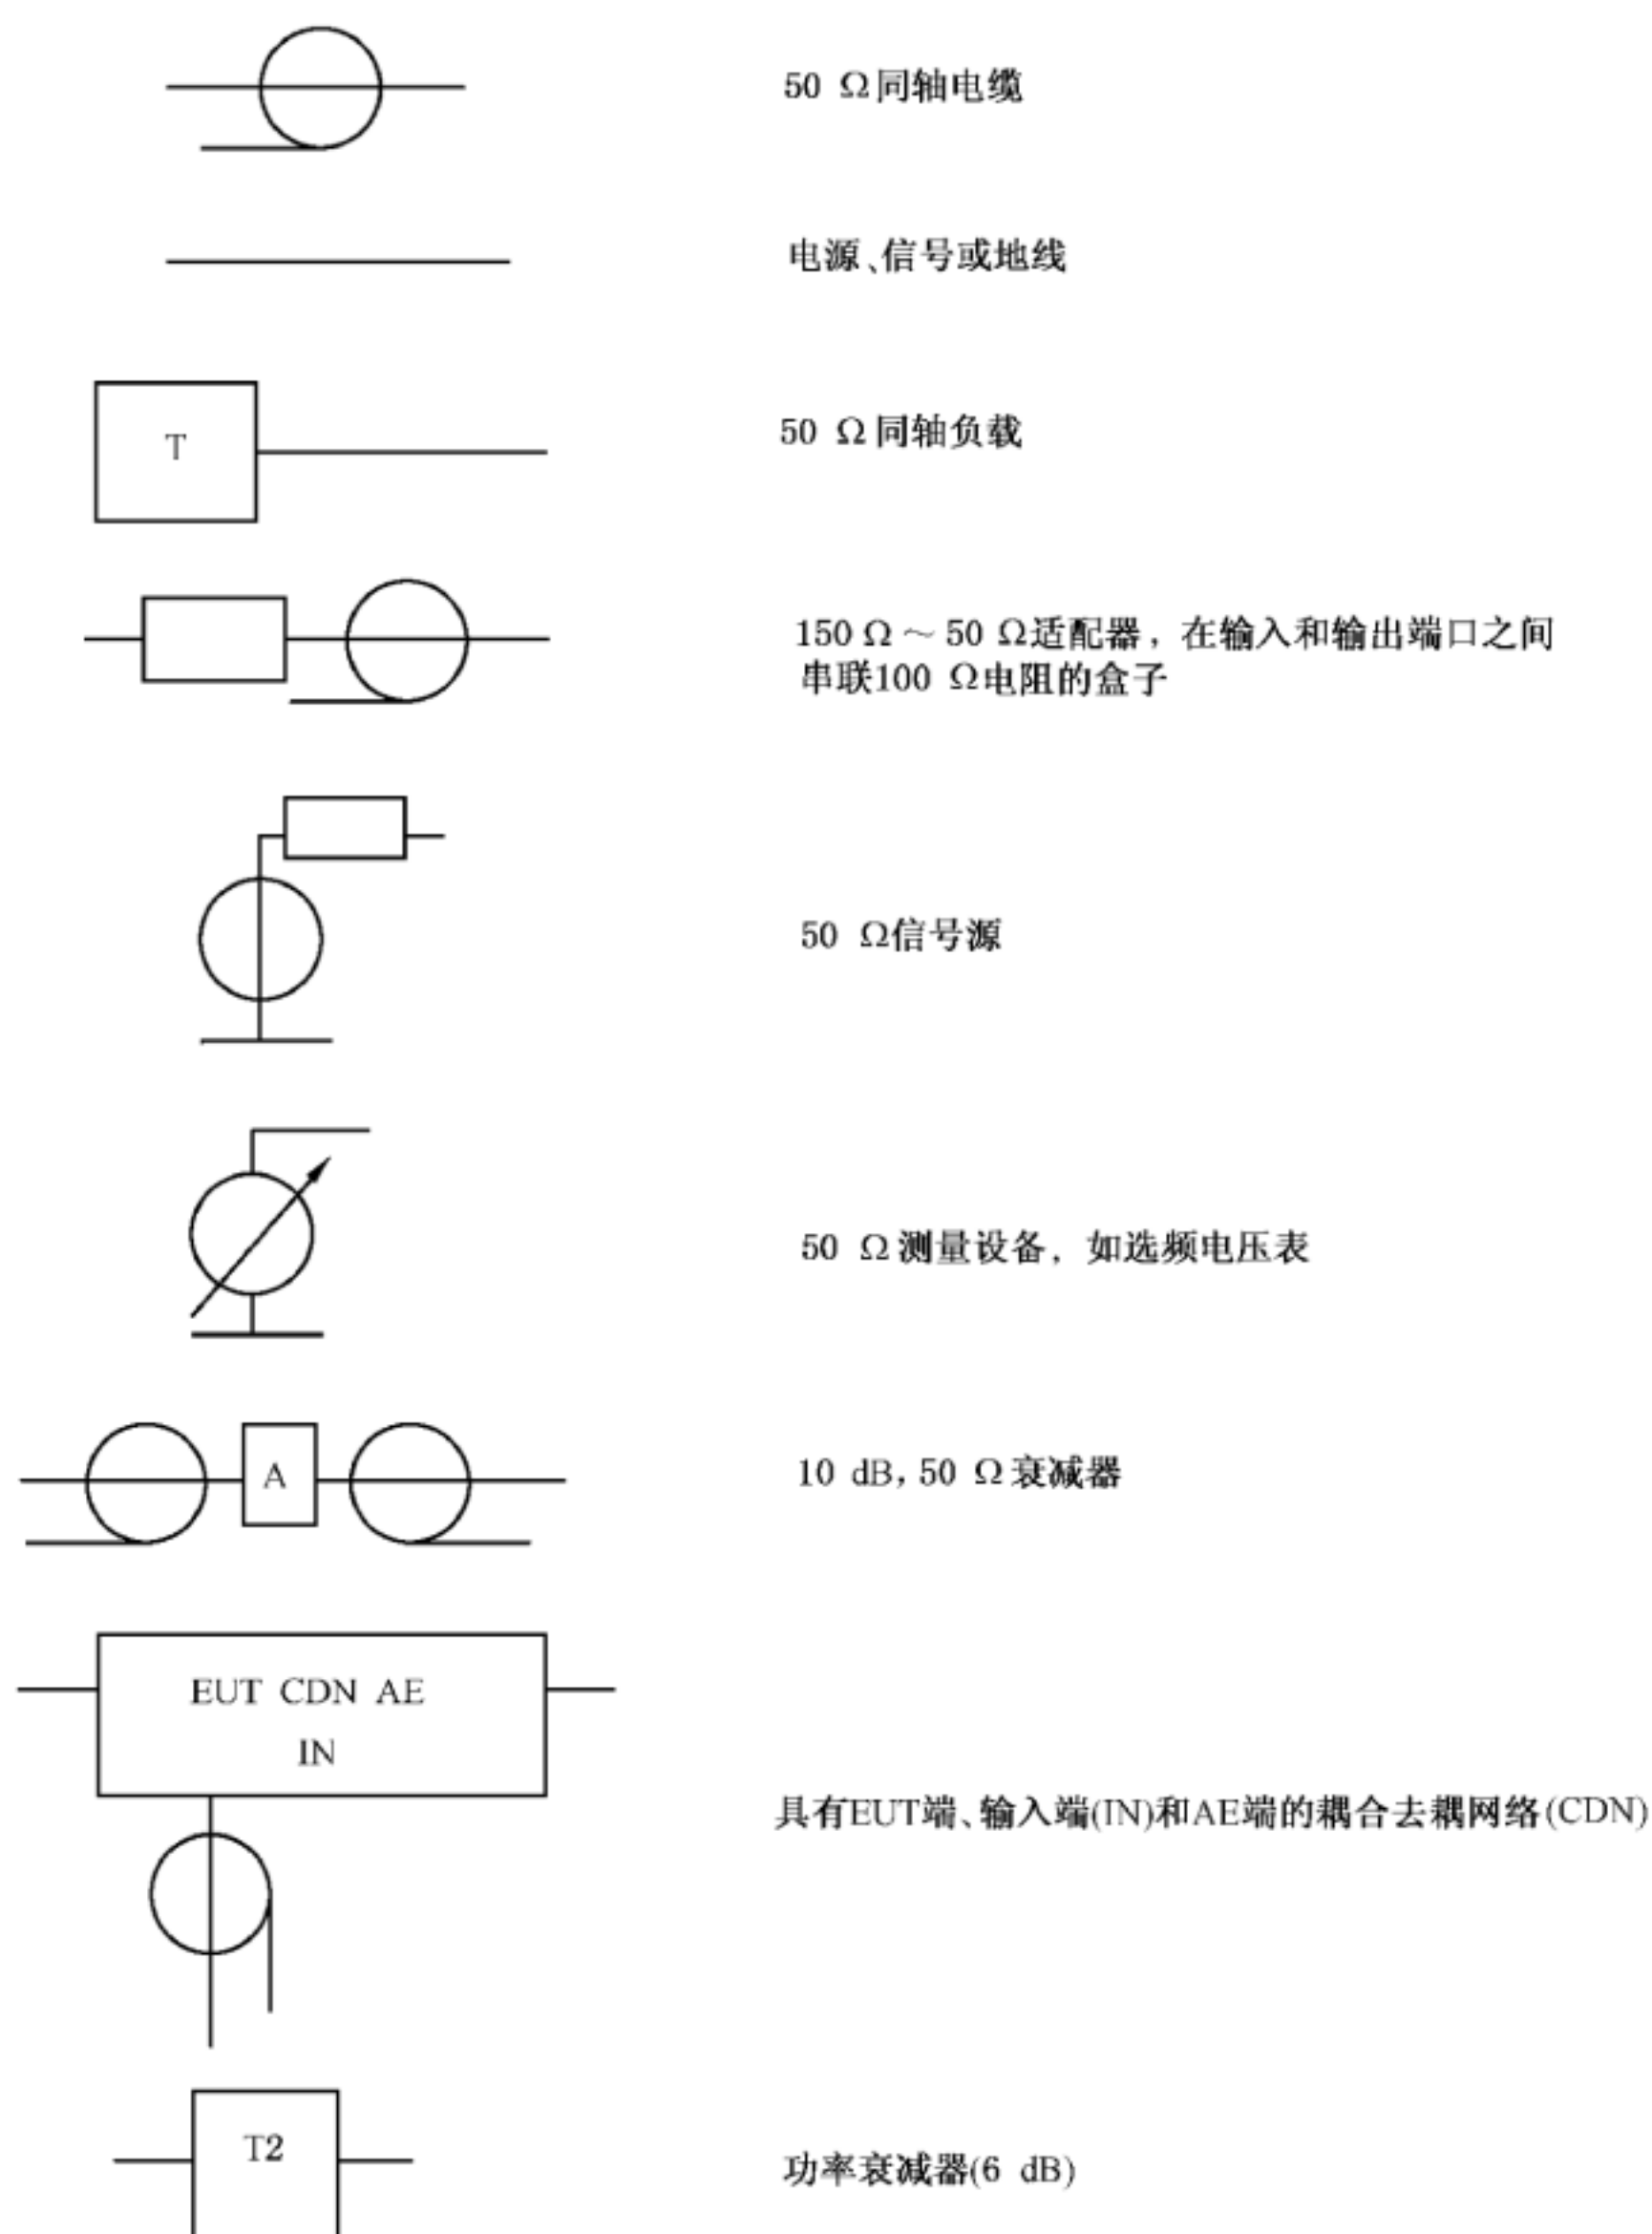 50 Ω同轴电缆
电源、信号或地线
T
50 Ω同轴负载
150 Ω ~ 50 Ω适配器，在输入和输出端口之间
串联100 Ω电阻的盒子
50 Ω信号源
50 Ω测量设备，如选频电压表
A
10 dB，50 Ω衰减器
EUT CDN AE
IN
具有EUT端、输入端(IN)和AE端的耦合去耦网络(CDN)
T2
功率衰减器(6 dB)